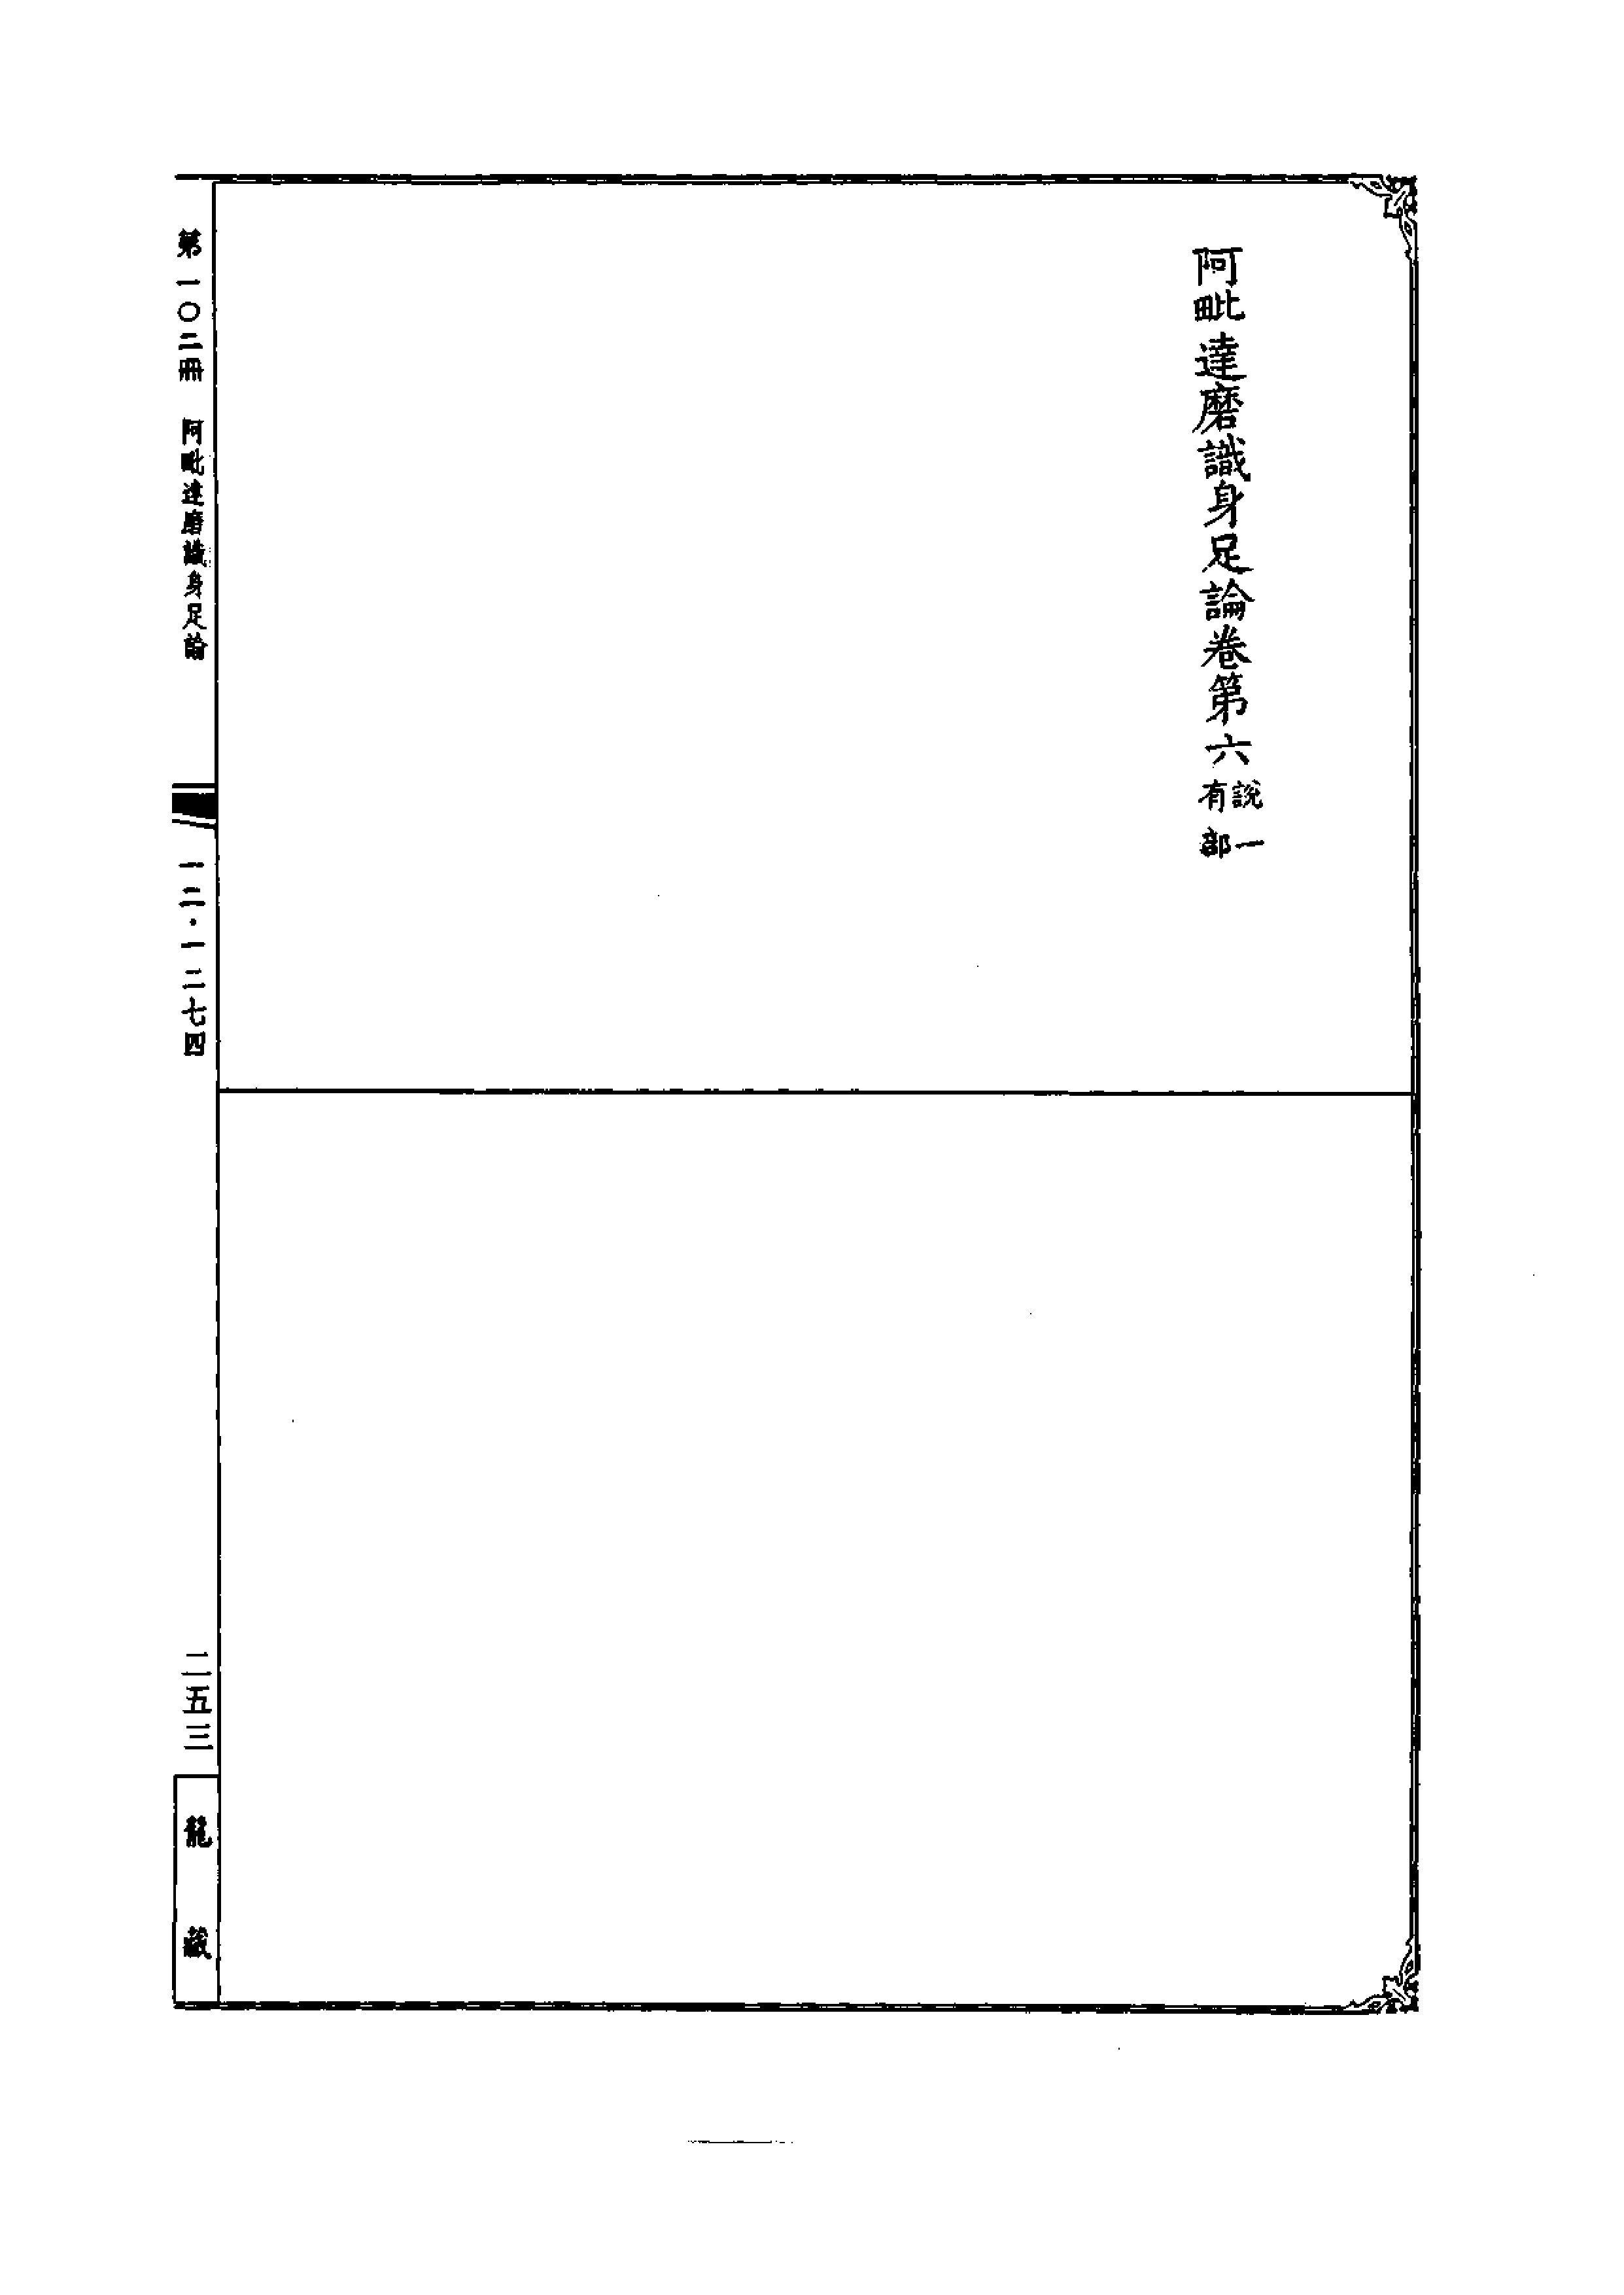 阿毗達磨識身足論卷第六 說一
有部
第一〇二冊 阿毗達磨識身足論
一二·一二七四
二五三
龍藏